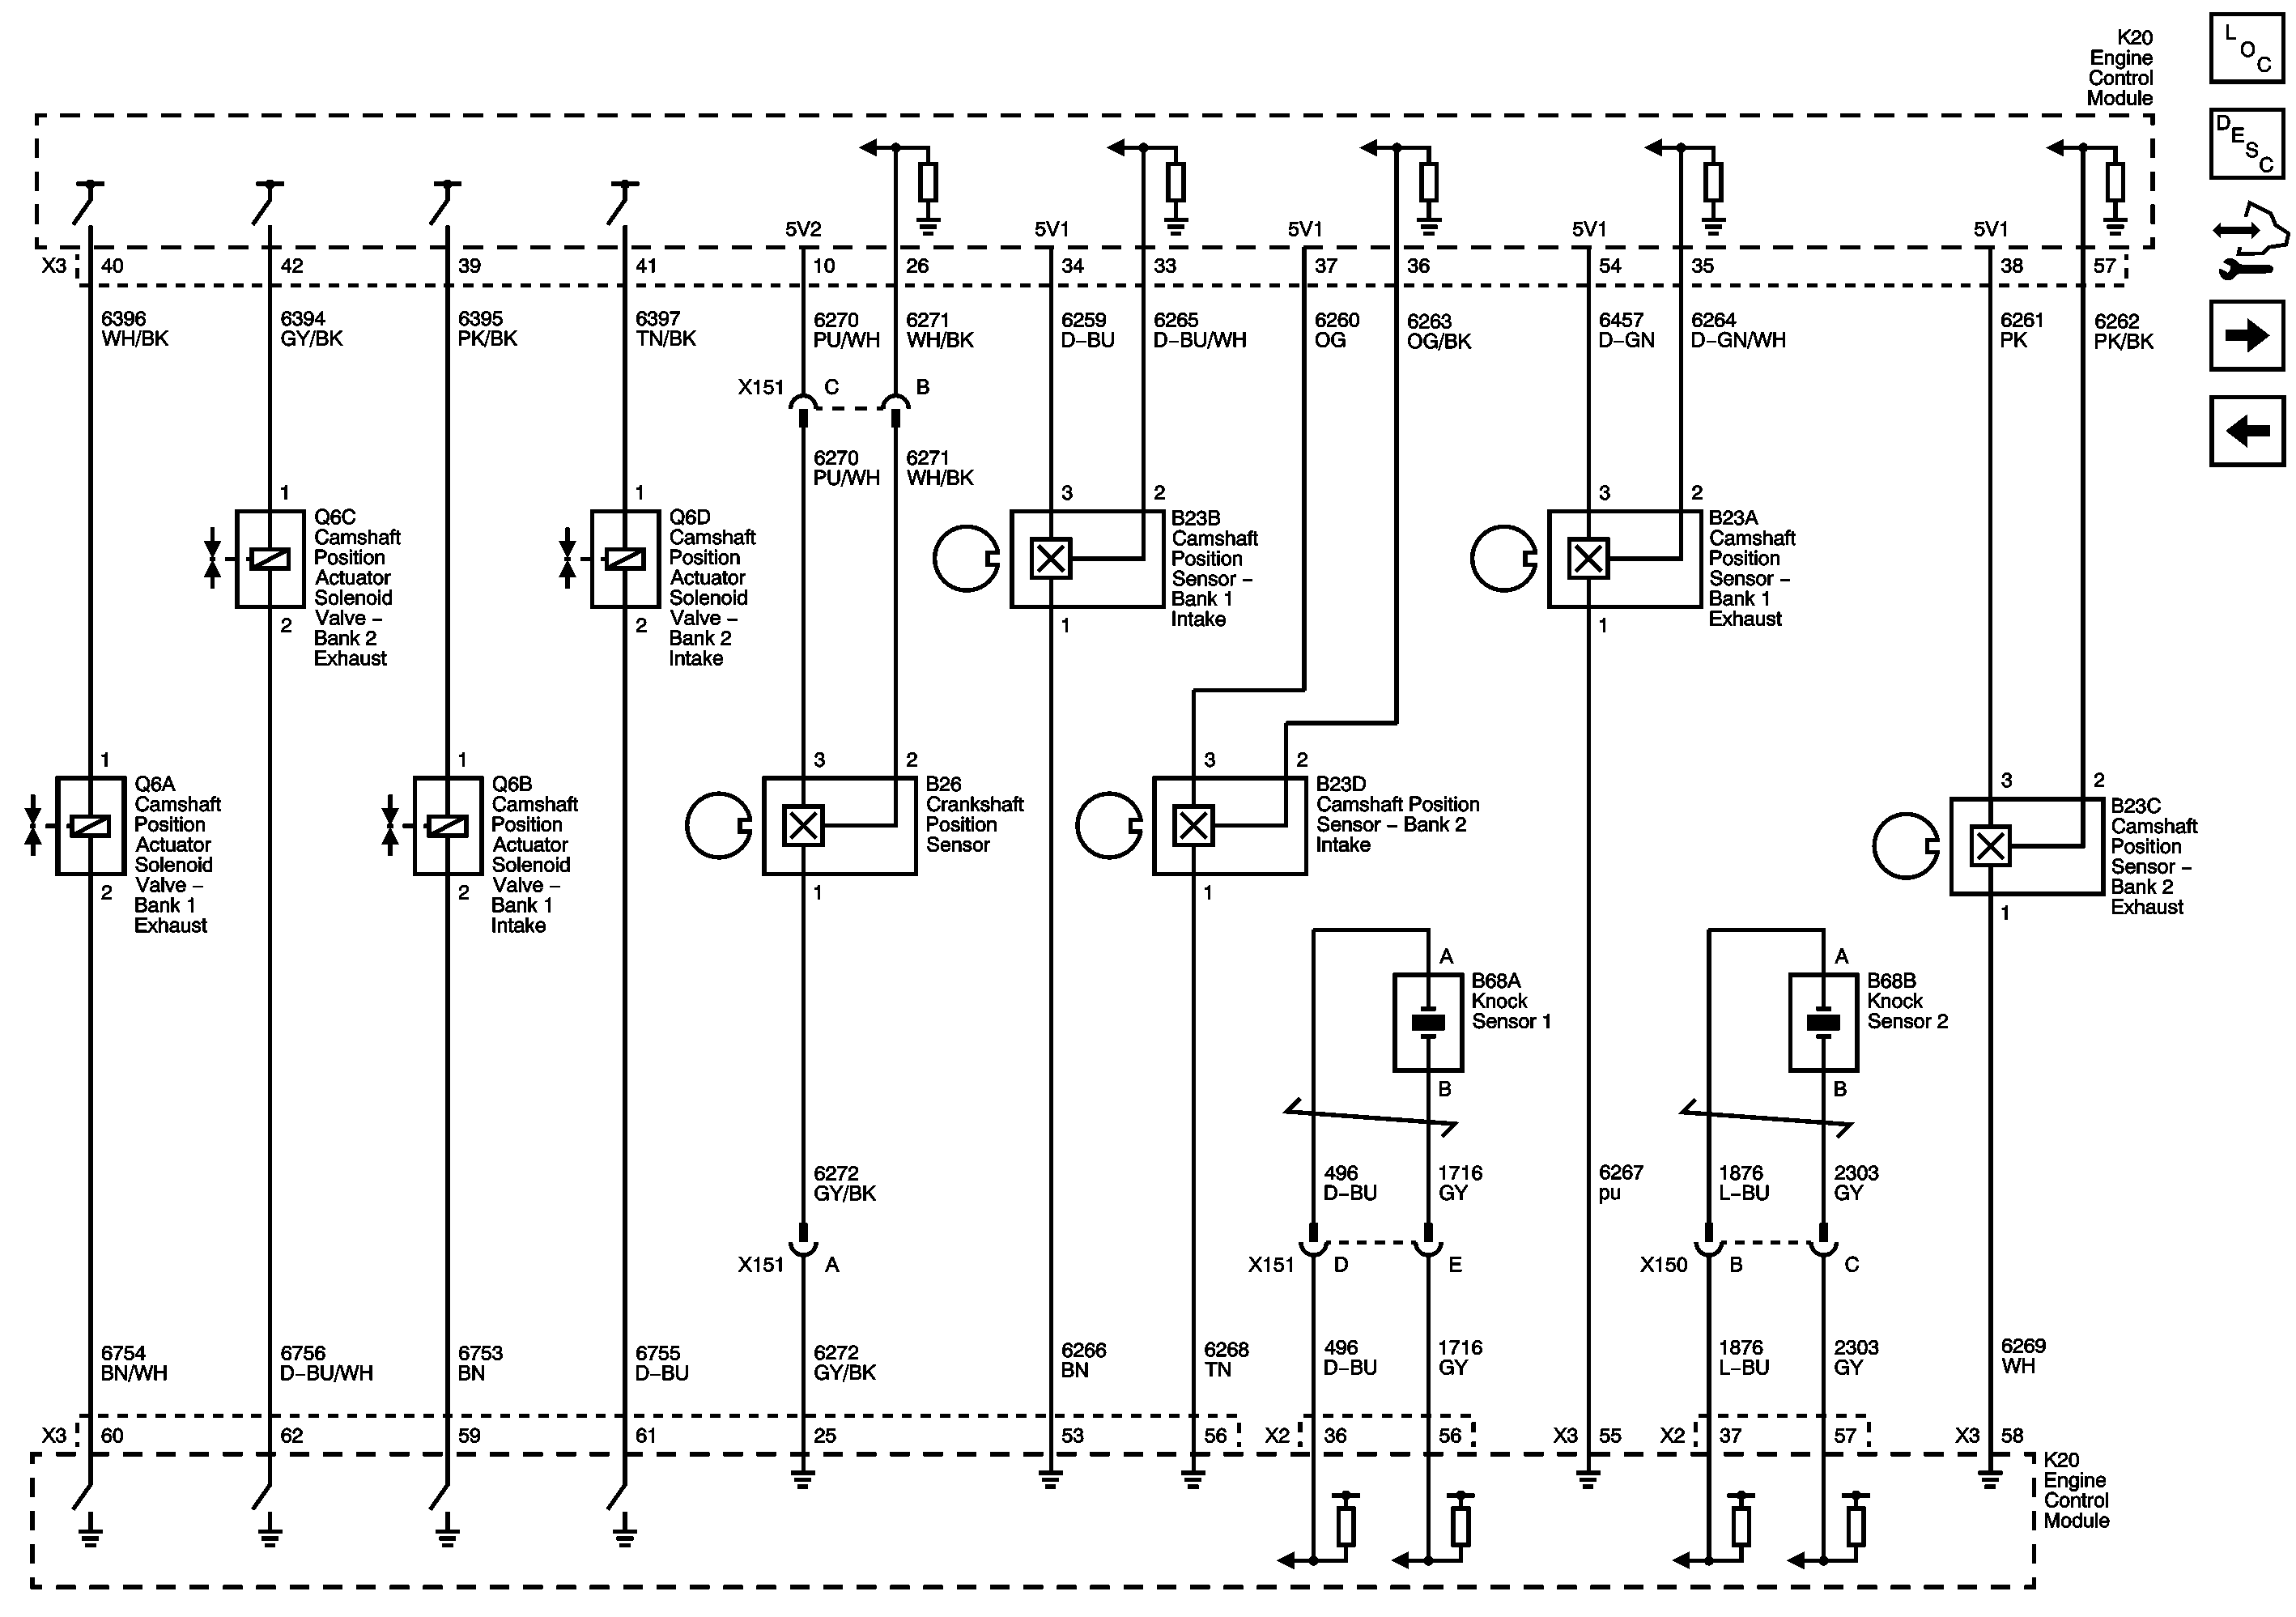 K20
Engine
Control
Module
L
O
C
D
E
S
C
5V2
5V1
5V1
5V1
5V1
X3 40 42 39 41 10 26 34 33 37 36 54 35 38 57
6396
WH/BK
6394
GY/BK
6395
PK/BK
6397
TN/BK
6270
PU/WH
6271
WH/BK
6259
D-BU
6265
D-BU/WH
6260
OG
6263
OG/BK
6457
D-GN
6264
D-GN/WH
6261
PK
6262
PK/BK
X151 C B
6270
PU/WH
6271
WH/BK
1
Q6C
Camshaft
Position
Actuator
Solenoid
Valve –
Bank 2
Exhaust
2
1
Q6D
Camshaft
Position
Actuator
Solenoid
Valve –
Bank 2
Intake
2
3 2
B23B
Camshaft
Position
Sensor –
Bank 1
Intake
1
3 2
B23A
Camshaft
Position
Sensor –
Bank 1
Exhaust
1
1
Q6A
Camshaft
Position
Actuator
Solenoid
Valve –
Bank 1
Exhaust
2
1
Q6B
Camshaft
Position
Actuator
Solenoid
Valve –
Bank 1
Intake
2
3 2
B26
Crankshaft
Position
Sensor
1
3 2
B23D
Camshaft Position
Sensor – Bank 2
Intake
1
3 2
B23C
Camshaft
Position
Sensor –
Bank 2
Exhaust
1
A
B68A
Knock
Sensor 1
B
A
B68B
Knock
Sensor 2
B
6272
GY/BK
496
D-BU
1716
GY
6267
pu
1876
L-BU
2303
GY
X151 A
X151 D E
X150 B C
6754
BN/WH
6756
D-BU/WH
6753
BN
6755
D-BU
6272
GY/BK
6266
BN
6268
TN
496
D-BU
1716
GY
1876
L-BU
2303
GY
6269
WH
X3 60 62 59 61 25 53 56 X2 36 56 X3 55 X2 37 57 X3 58
K20
Engine
Control
Module